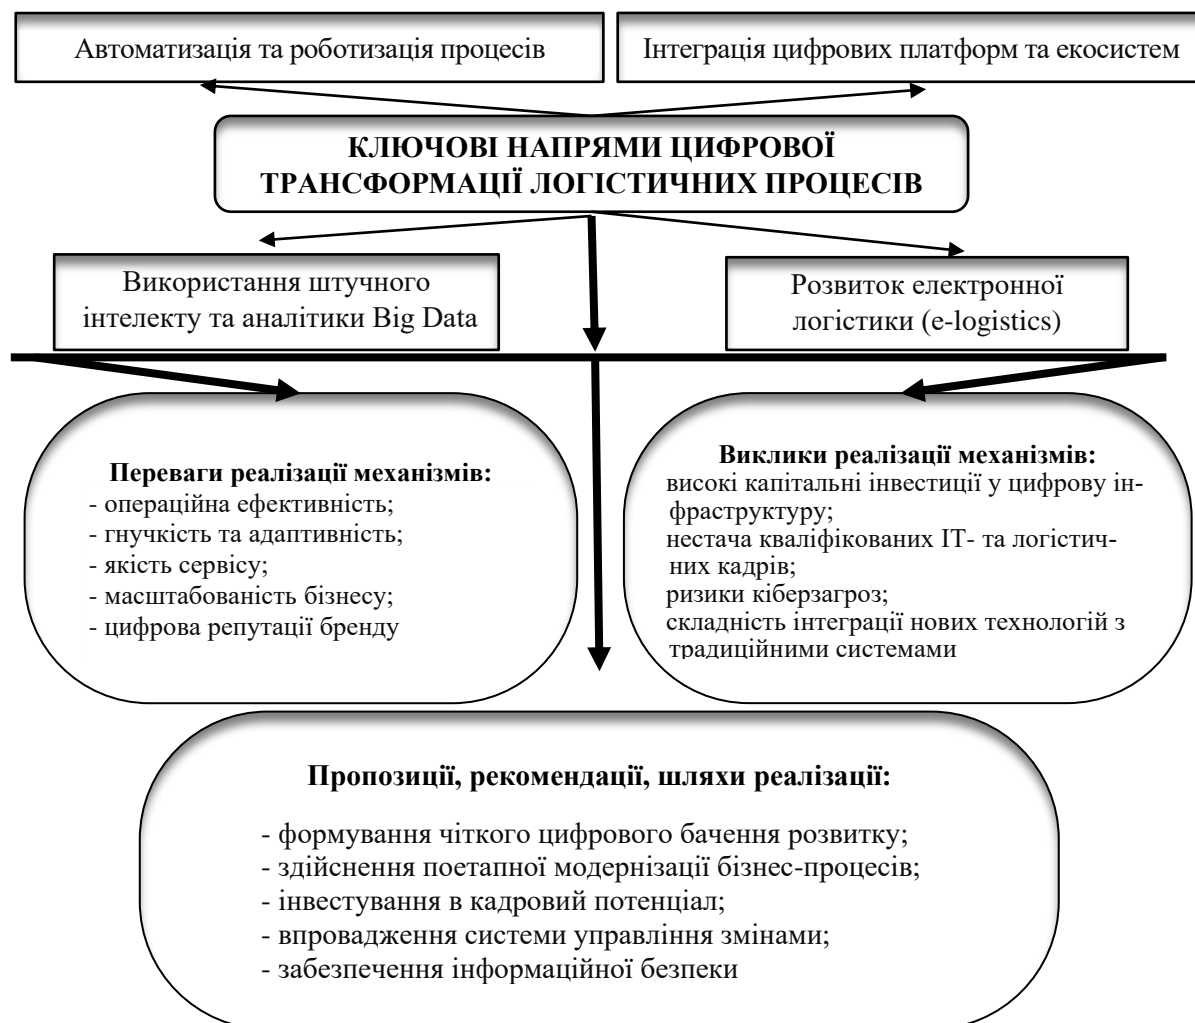 Автоматизація та роботизація процесів
Інтеграція цифрових платформ та екосистем
КЛЮЧОВІ НАПРЯМИ ЦИФРОВОЇ
ТРАНСФОРМАЦІЇ ЛОГІСТИЧНИХ ПРОЦЕСІВ
Використання штучного
інтелекту та аналітики Big Data
Розвиток електронної
логістики (e-logistics)
Переваги реалізації механізмів:
- операційна ефективність;
- гнучкість та адаптивність;
- якість сервісу;
- масштабованість бізнесу;
- цифрова репутації бренду
Виклики реалізації механізмів:
високі капітальні інвестиції у цифрову ін-
фраструктуру;
нестача кваліфікованих ІТ- та логістич-
них кадрів;
ризики кіберзагроз;
складність інтеграції нових технологій з
традиційними системами
Пропозиції, рекомендації, шляхи реалізації:
- формування чіткого цифрового бачення розвитку;
- здійснення поетапної модернізації бізнес-процесів;
- інвестування в кадровий потенціал;
- впровадження системи управління змінами;
- забезпечення інформаційної безпеки